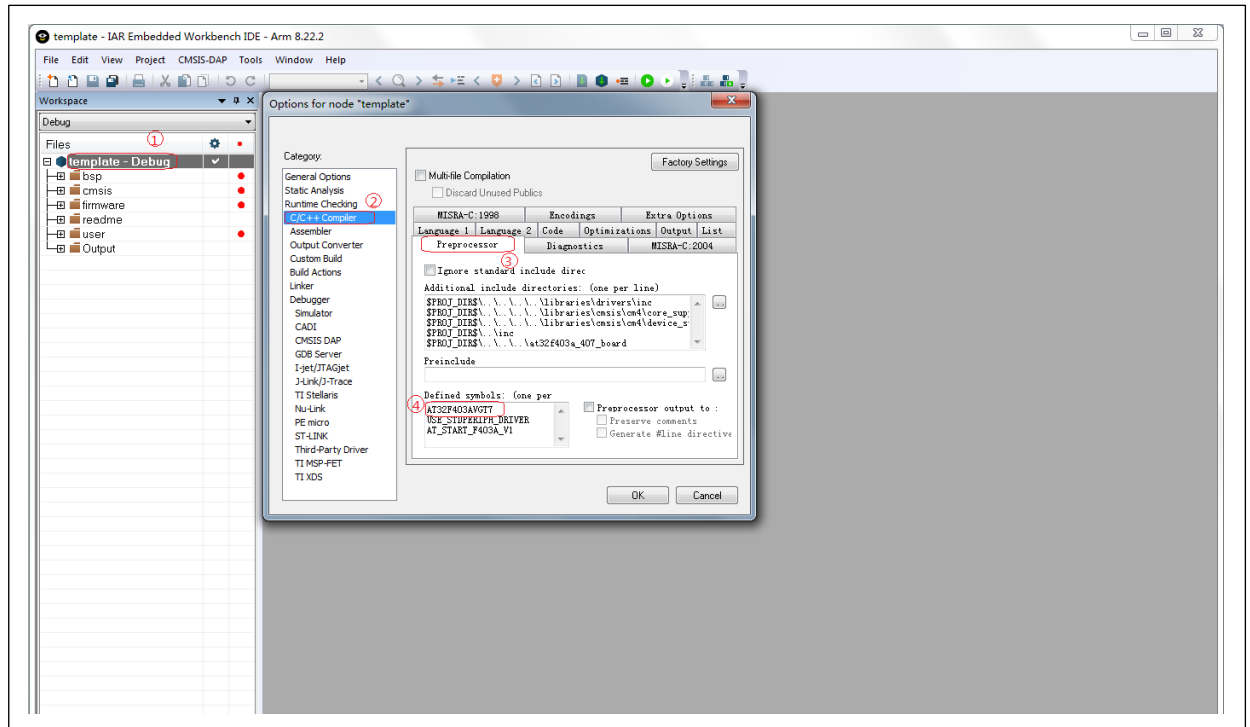 template - IAR Embedded Workbench IDE - Arm 8.22.2
File Edit View Project CMSIS-DAP Tools Window Help
Workspace
Debug
Files
①
template - Debug
bsp
cmsis
firmware
readme
user
Output
Options for node "template"
Category:
General Options
Static Analysis
Runtime Checking
②
C/C++ Compiler
Assembler
Output Converter
Custom Build
Build Actions
Linker
Debugger
Simulator
CADI
CMSIS DAP
GDB Server
I-jet/JTAGjet
J-Link/J-Trace
TI Stellaris
Nu-Link
PE micro
ST-LINK
Third-Party Driver
TI MSP-FET
TI XDS
Factory Settings
Multi-file Compilation
Discard Unused Publics
MISRA-C:1998 Encodings Extra Options
Language 1 Language 2 Code Optimizations Output List
Preprocessor Diagnostics MISRA-C:2004
③
Ignore standard include direc
Additional include directories: (one per line)
$PROJ_DIR$\..\..\..\..\libraries\drivers\inc
$PROJ_DIR$\..\..\..\..\libraries\cmsis\cm4\core_sup
$PROJ_DIR$\..\..\..\..\libraries\cmsis\cm4\device_s
$PROJ_DIR$\..\inc
$PROJ_DIR$\..\..\..\at32f403a_407_board
Preinclude
...
Defined symbols: (one per
④
AT32F403AVGT7
USE_STDPERIPH_DRIVER
AT_START_F403A_V1
Preprocessor output to :
Preserve comments
Generate #line directive
OK Cancel